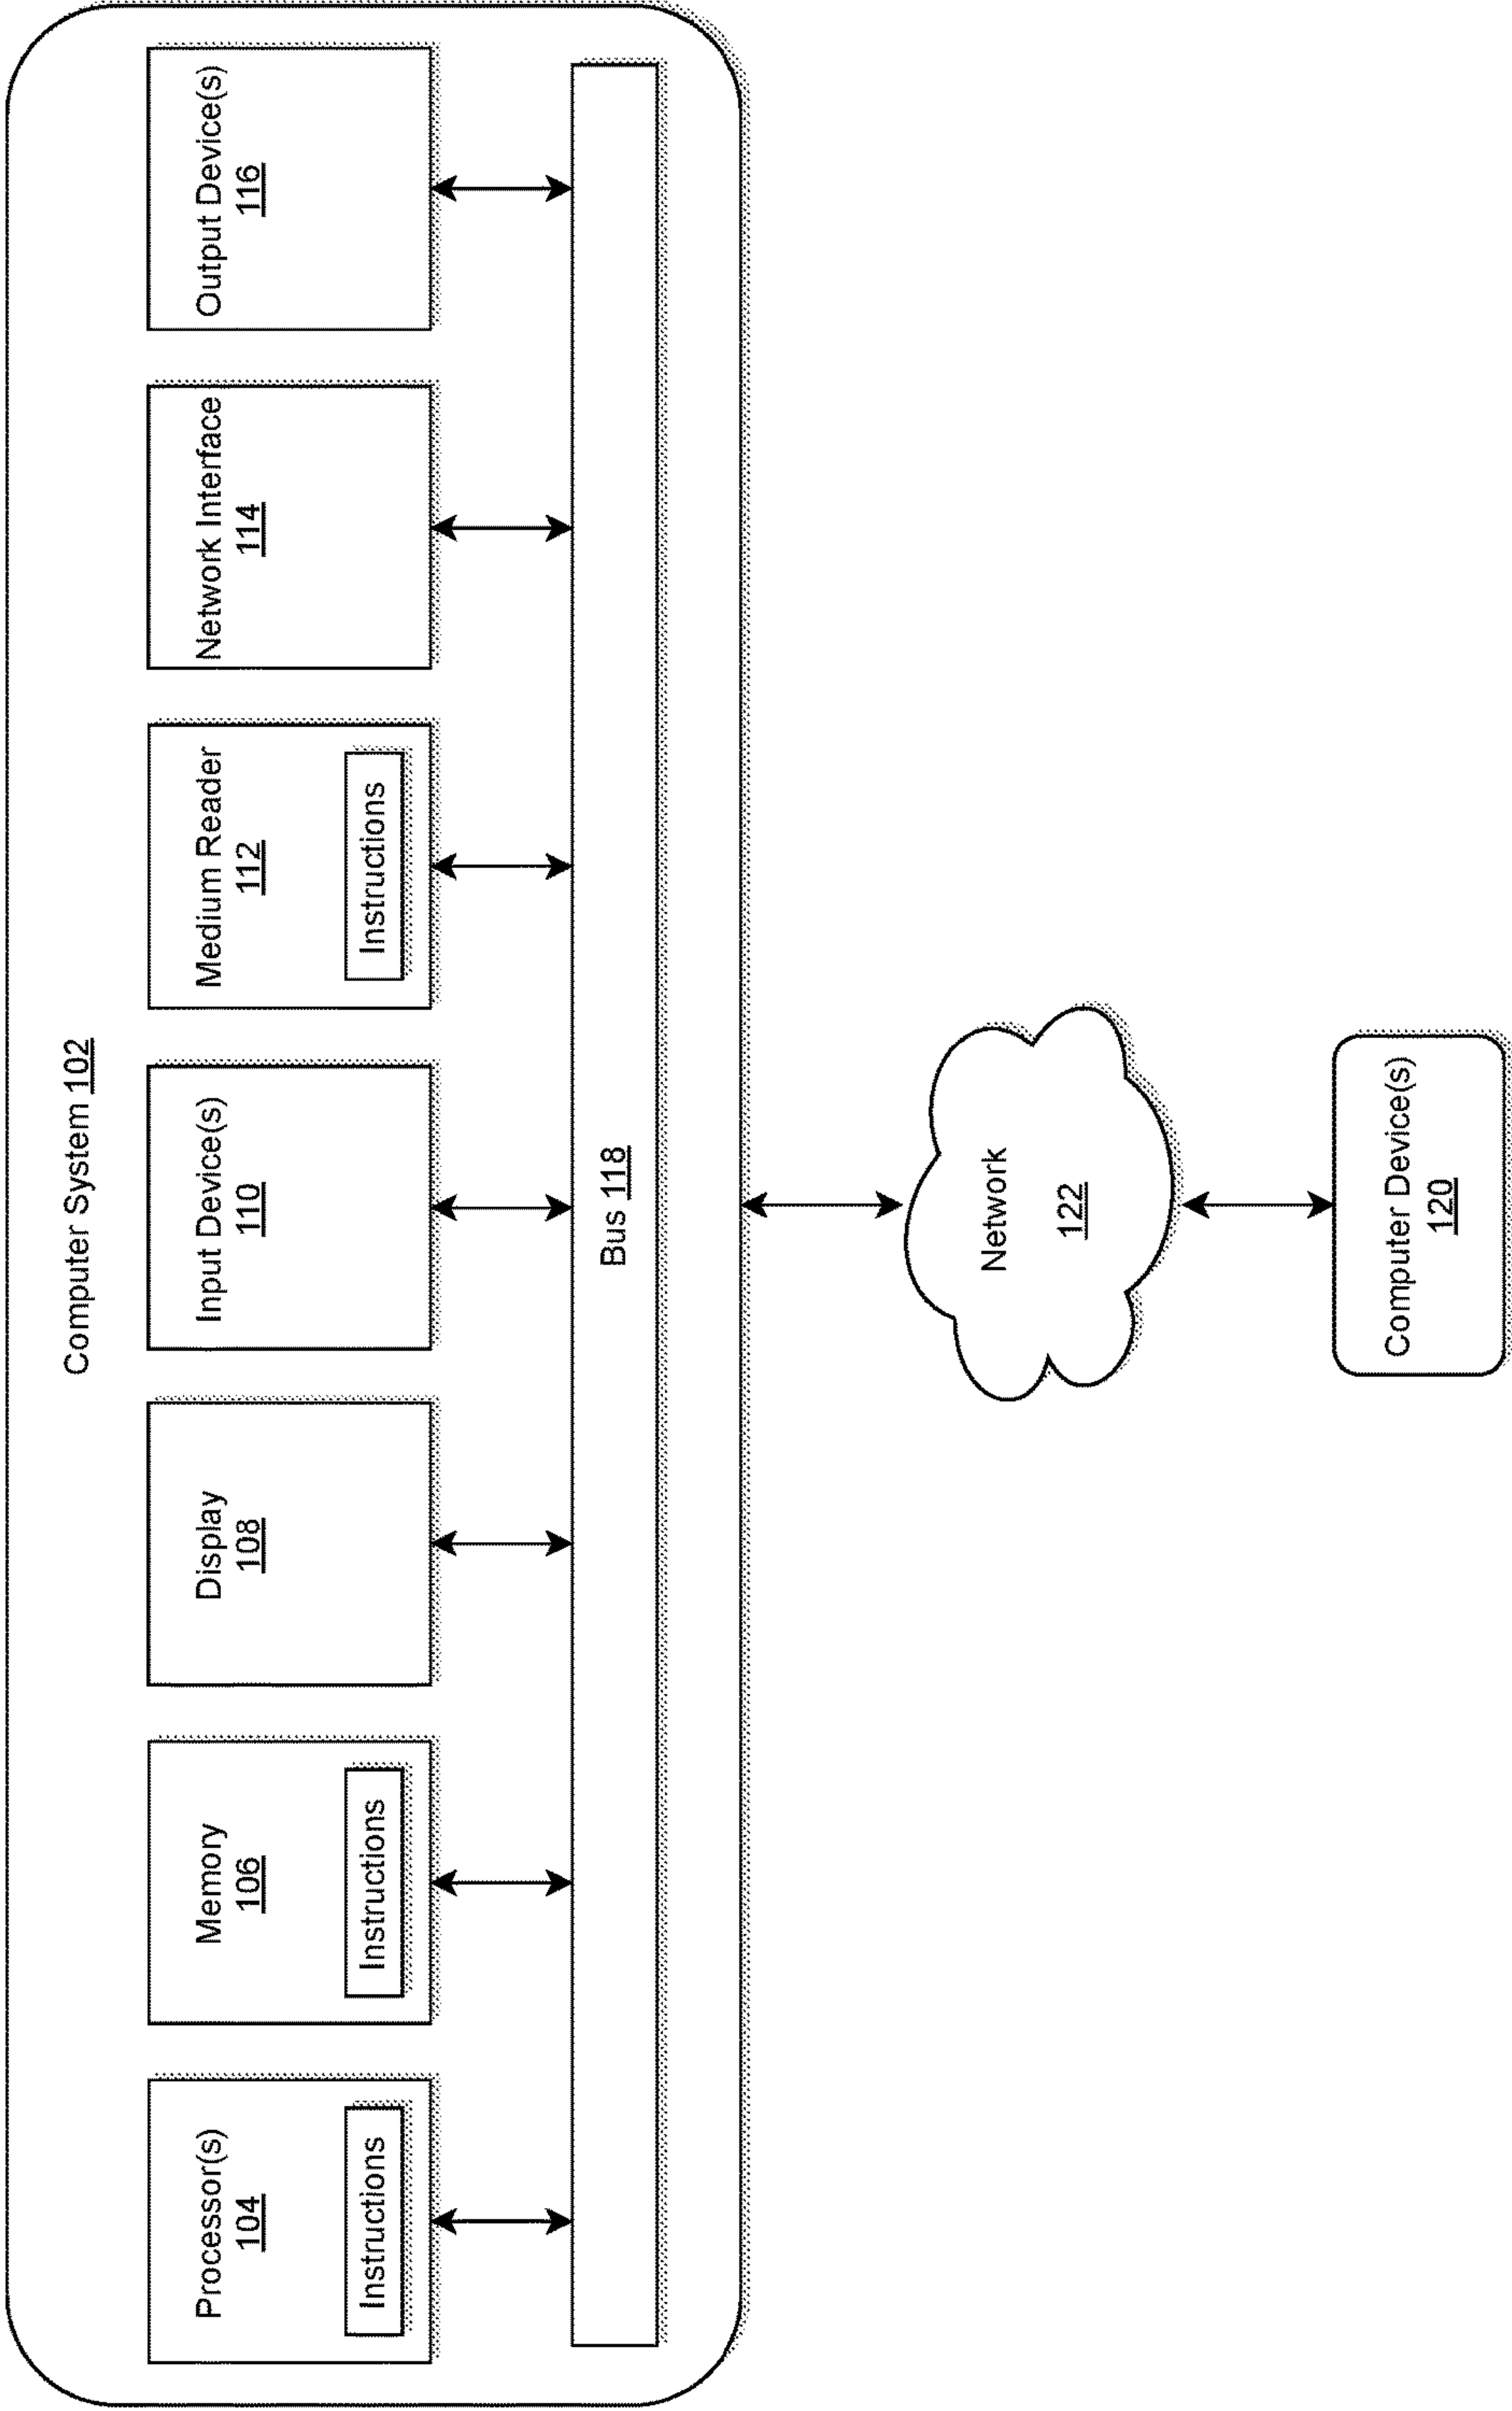 Computer System 102
Processor(s)
104
Instructions
Memory
106
Instructions
Display
108
Input Device(s)
110
Medium Reader
112
Instructions
Network Interface
114
Output Device(s)
116
Bus 118
Network
122
Computer Device(s)
120